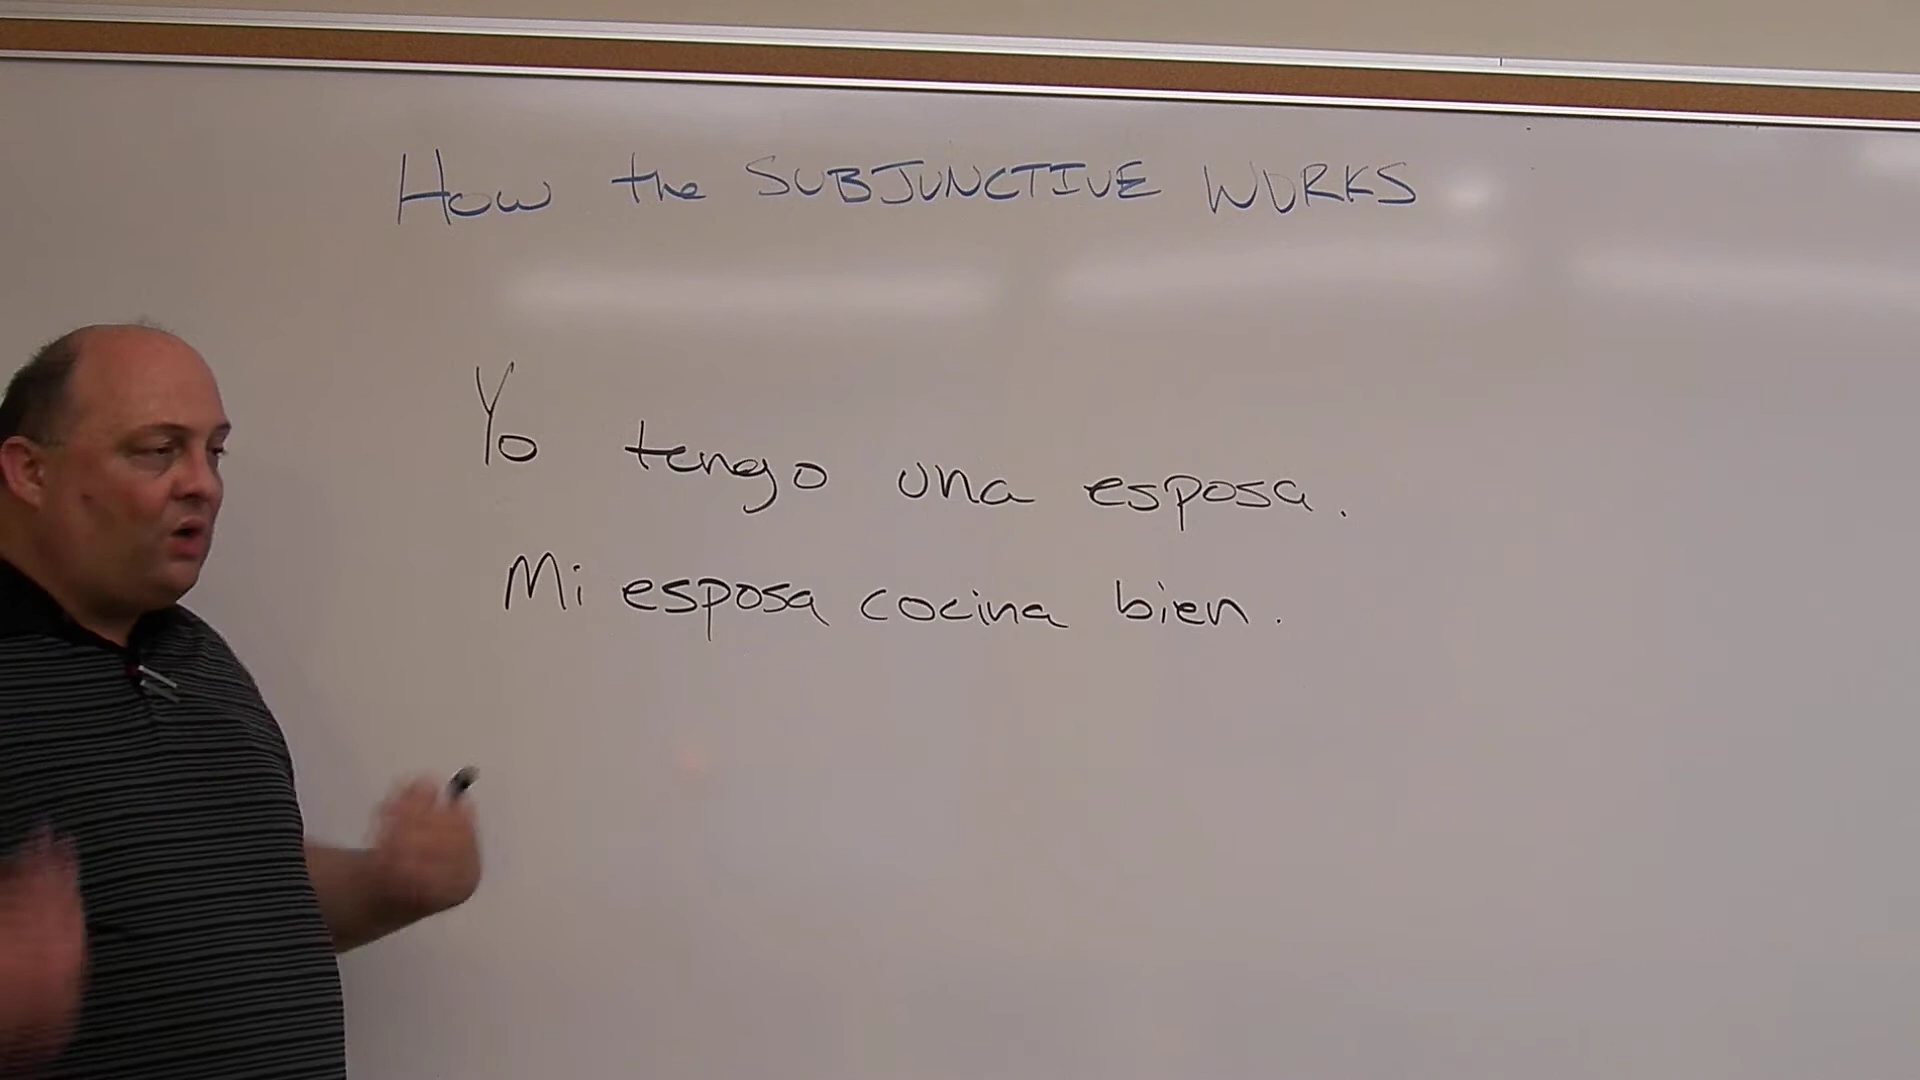 How the SUBJUNCTIVE WORKS
Yo tengo una esposa.
Mi esposa cocina bien.